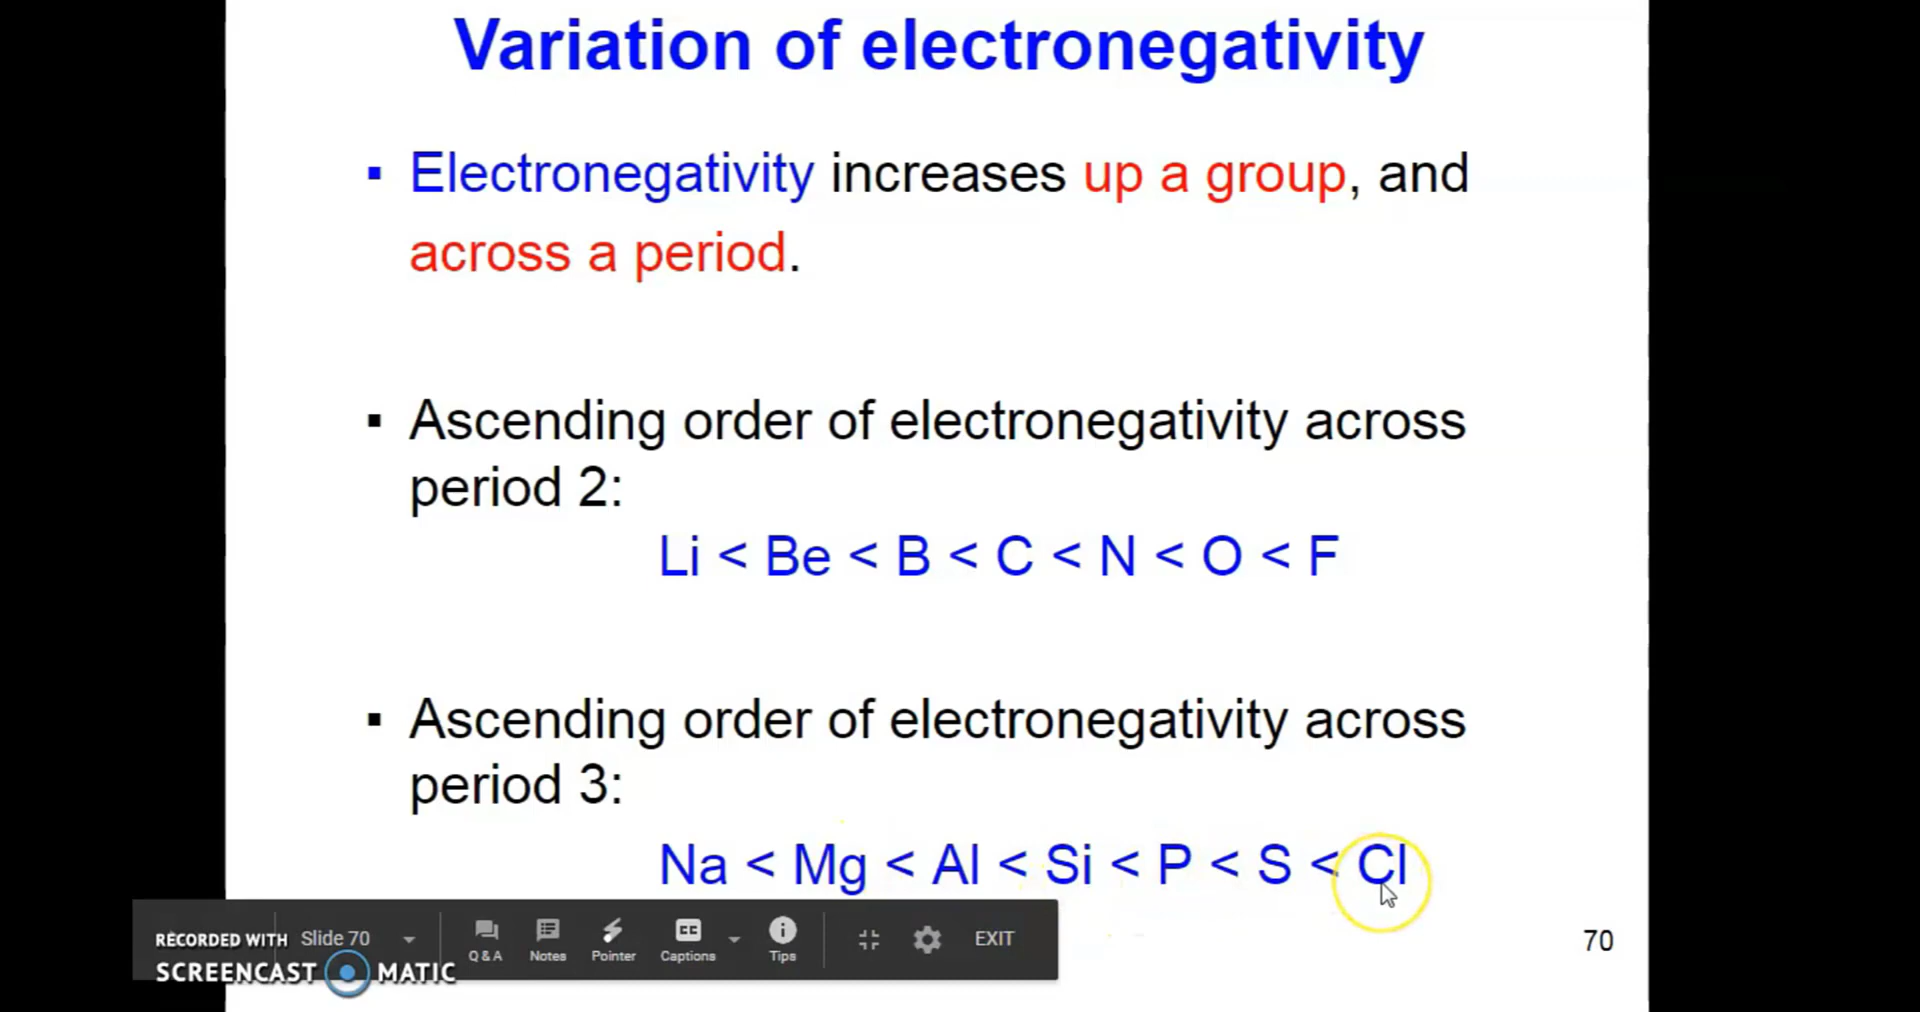 Variation of electronegativity
▪ Electronegativity increases up a group, and
across a period.
▪ Ascending order of electronegativity across
period 2:
Li < Be < B < C < N < O < F
▪ Ascending order of electronegativity across
period 3:
Na < Mg < Al < Si < P < S < Cl
RECORDED WITH
SCREENCAST MATIC
Slide 70
Q & A
Notes
Pointer
CC
Captions
Tips
EXIT
70